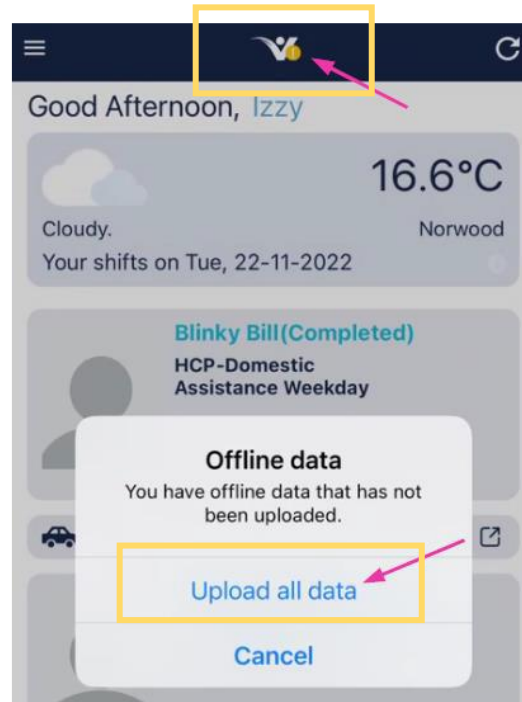 Good Afternoon, Izzy
16.6°C
Cloudy.
Norwood
Your shifts on Tue, 22-11-2022
Blinky Bill(Completed)
HCP-Domestic
Assistance Weekday
Offline data
You have offline data that has not
been uploaded.
Upload all data
Cancel